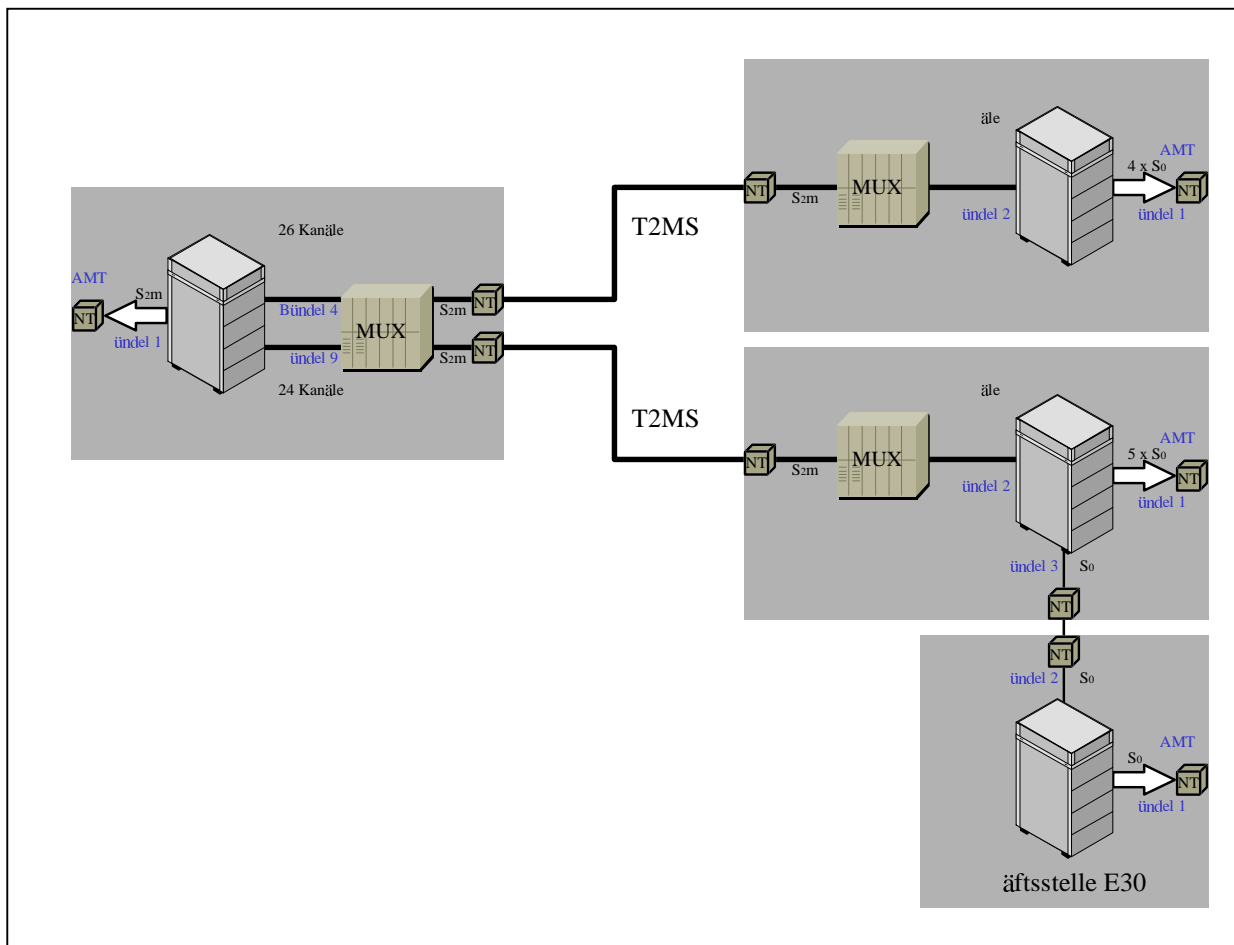 26 Kanäle
AMT
S2m
NT
ündel 1
Bündel 4
ündel 9
24 Kanäle
MUX
S2m
NT
S2m
NT
T2MS
T2MS
NT
S2m
MUX
äle
ündel 2
4 x S0
AMT
NT
ündel 1
NT
S2m
MUX
äle
ündel 2
5 x S0
AMT
NT
ündel 1
ündel 3
S0
NT
NT
ündel 2
S0
S0
AMT
NT
ündel 1
äftsstelle E30